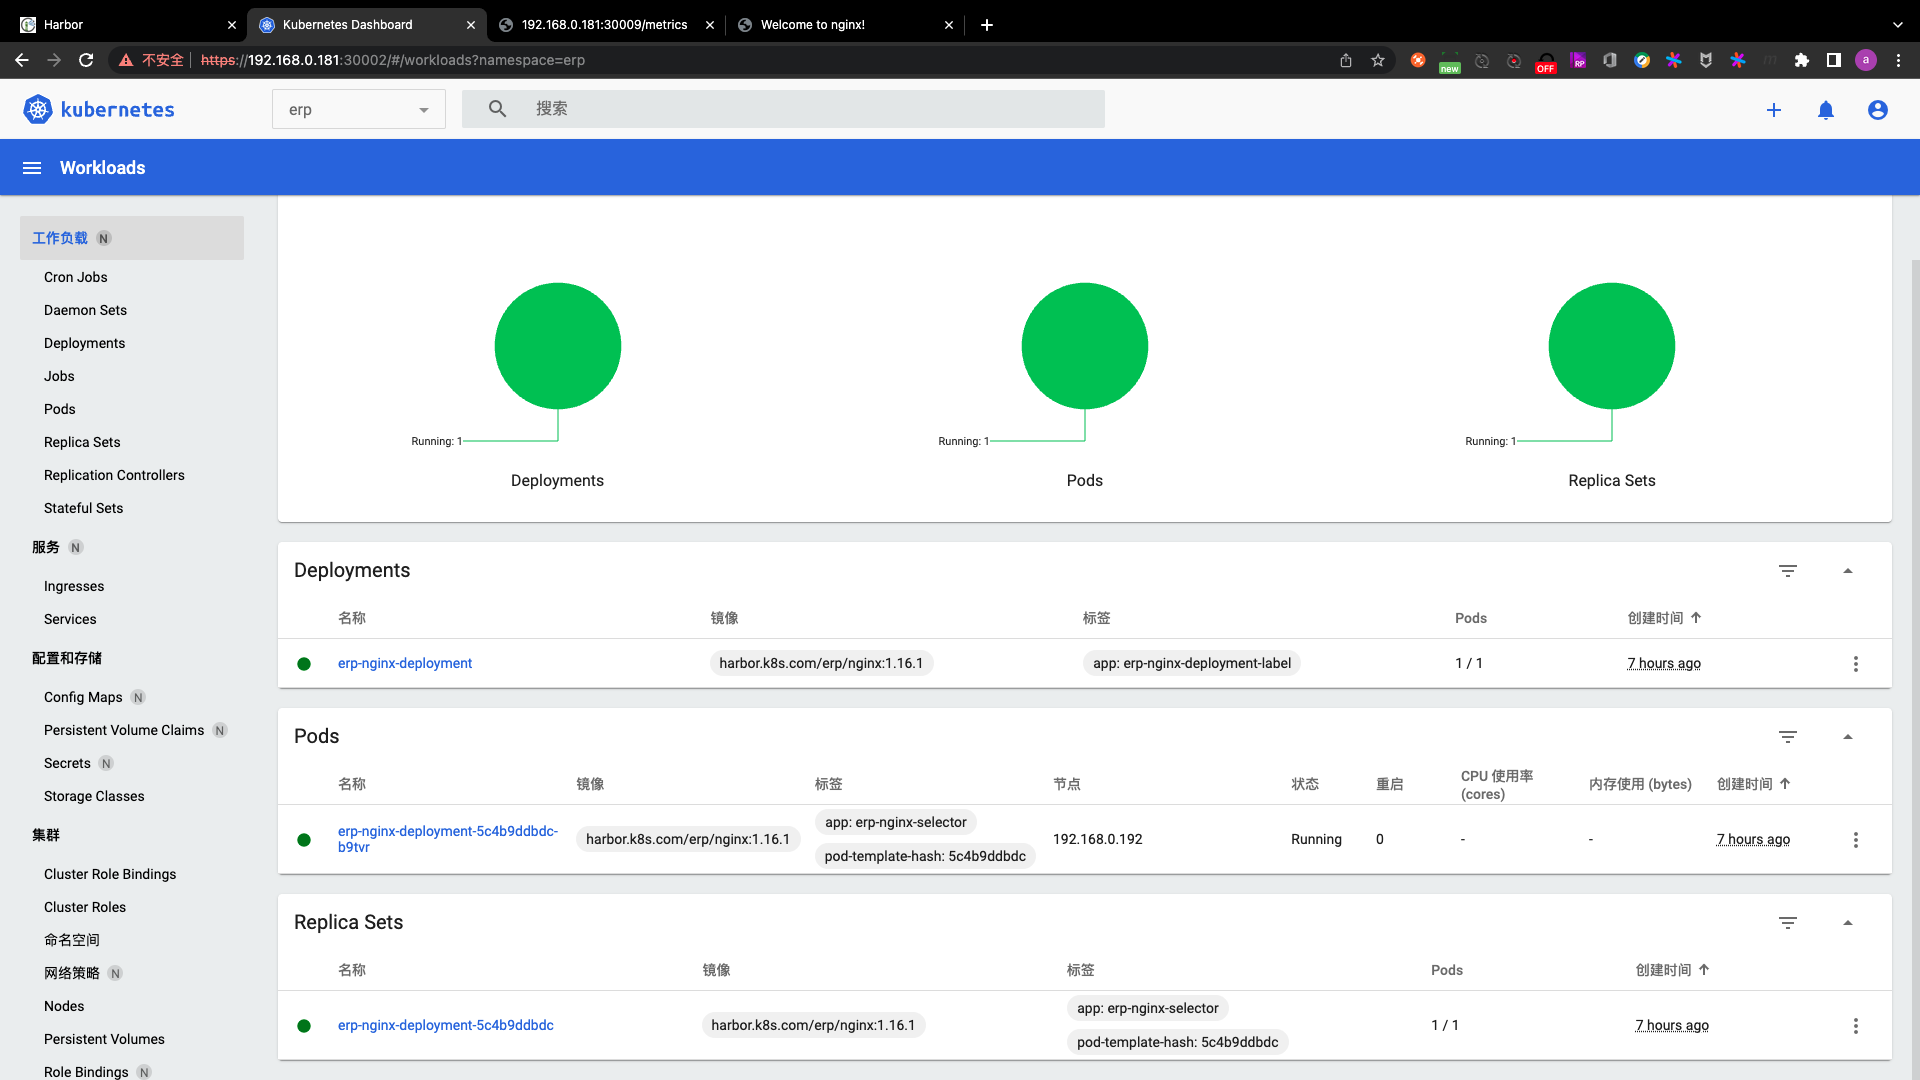 Harbor
Kubernetes Dashboard
192.168.0.181:30009/metrics
Welcome to nginx!
不安全
https://192.168.0.181:30002/#/workloads?namespace=erp
new
OFF
RP
a
kubernetes
erp
搜索
Workloads
工作负载 N
Cron Jobs
Daemon Sets
Deployments
Jobs
Pods
Replica Sets
Replication Controllers
Stateful Sets
服务 N
Ingresses
Services
配置和存储
Config Maps N
Persistent Volume Claims N
Secrets N
Storage Classes
集群
Cluster Role Bindings
Cluster Roles
命名空间
网络策略 N
Nodes
Persistent Volumes
Role Bindings N
Running: 1
Deployments
Running: 1
Pods
Running: 1
Replica Sets
Deployments
名称 镜像 标签 Pods 创建时间
erp-nginx-deployment harbor.k8s.com/erp/nginx:1.16.1 app: erp-nginx-deployment-label 1 / 1 7 hours ago
Pods
名称 镜像 标签 节点 状态 重启 CPU 使用率 (cores) 内存使用 (bytes) 创建时间
erp-nginx-deployment-5c4b9ddbdc-
b9tvr
harbor.k8s.com/erp/nginx:1.16.1
app: erp-nginx-selector
pod-template-hash: 5c4b9ddbdc
192.168.0.192 Running 0 - - 7 hours ago
Replica Sets
名称 镜像 标签 Pods 创建时间
erp-nginx-deployment-5c4b9ddbdc harbor.k8s.com/erp/nginx:1.16.1
app: erp-nginx-selector
pod-template-hash: 5c4b9ddbdc
1 / 1 7 hours ago